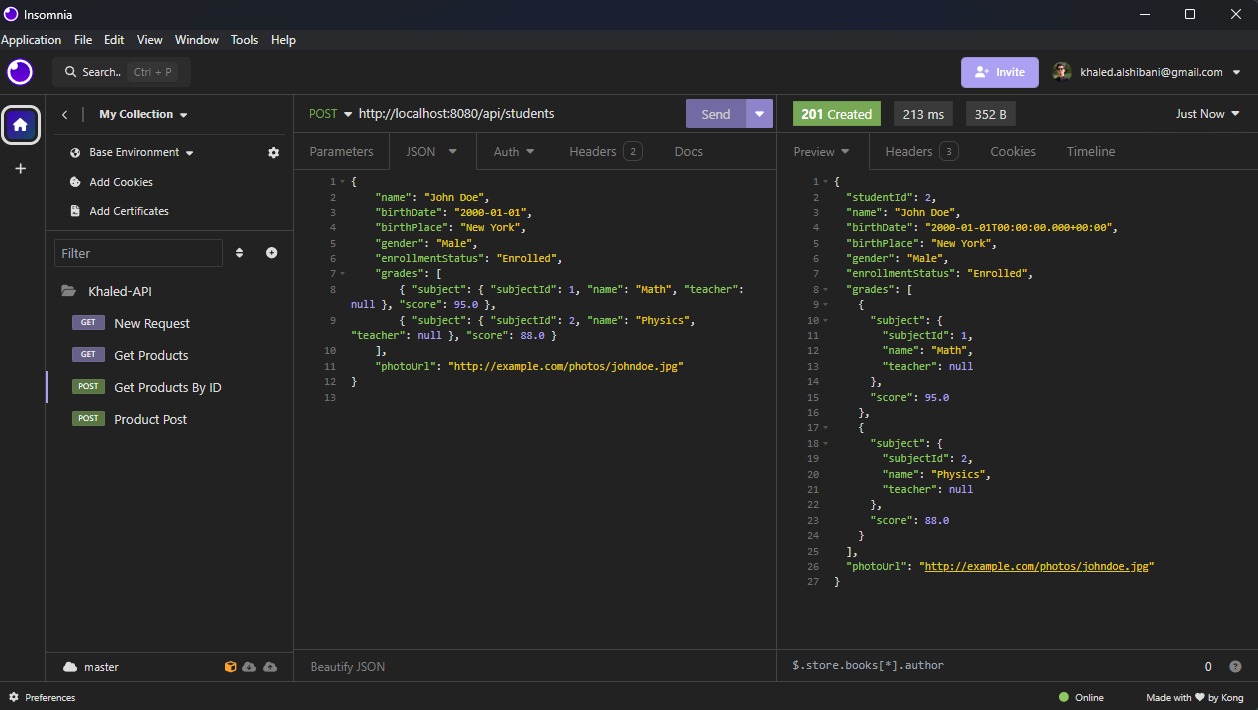 Insomnia
Application File Edit View Window Tools Help
Search.. Ctrl + P
Invite
khaled.alshibani@gmail.com
My Collection
Base Environment
Add Cookies
Add Certificates
Filter
Khaled-API
GET New Request
GET Get Products
POST Get Products By ID
POST Product Post
master
POST http://localhost:8080/api/students Send
Parameters JSON Auth Headers 2 Docs
1 {
2 "name": "John Doe",
3 "birthDate": "2000-01-01",
4 "birthPlace": "New York",
5 "gender": "Male",
6 "enrollmentStatus": "Enrolled",
7 "grades": [
8 { "subject": { "subjectId": 1, "name": "Math", "teacher":
null }, "score": 95.0 },
9 { "subject": { "subjectId": 2, "name": "Physics",
"teacher": null }, "score": 88.0 }
10 ],
11 "photoUrl": "http://example.com/photos/johndoe.jpg"
12 }
13
Beautify JSON
201 Created 213 ms 352 B Just Now
Preview Headers 3 Cookies Timeline
1 {
2 "studentId": 2,
3 "name": "John Doe",
4 "birthDate": "2000-01-01T00:00:00.000+00:00",
5 "birthPlace": "New York",
6 "gender": "Male",
7 "enrollmentStatus": "Enrolled",
8 "grades": [
9 {
10 "subject": {
11 "subjectId": 1,
12 "name": "Math",
13 "teacher": null
14 },
15 "score": 95.0
16 },
17 {
18 "subject": {
19 "subjectId": 2,
20 "name": "Physics",
21 "teacher": null
22 },
23 "score": 88.0
24 }
25 ],
26 "photoUrl": "http://example.com/photos/johndoe.jpg"
27 }
$.store.books[*].author 0 ?
Preferences
Online
Made with ♥ by Kong